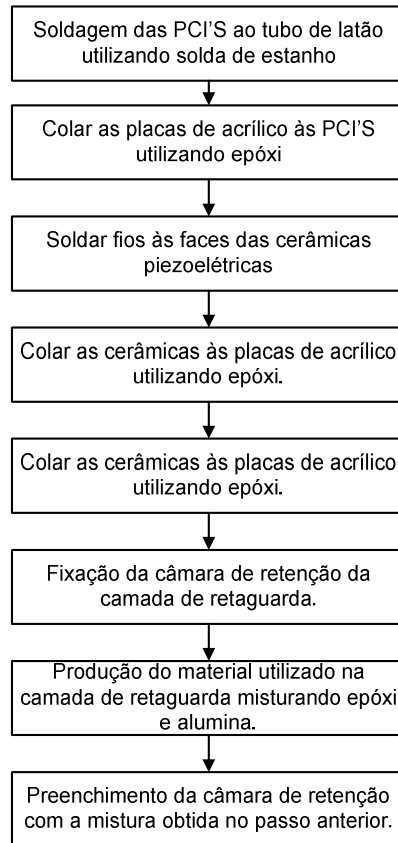 Soldagem das PCI'S ao tubo de latão
utilizando solda de estanho
Colar as placas de acrílico às PCI'S
utilizando epóxi
Soldar fios às faces das cerâmicas
piezoelétricas
Colar as cerâmicas às placas de acrílico
utilizando epóxi.
Colar as cerâmicas às placas de acrílico
utilizando epóxi.
Fixação da câmara de retenção da
camada de retaguarda.
Produção do material utilizado na
camada de retaguarda misturando epóxi
e alumina.
Preenchimento da câmara de retenção
com a mistura obtida no passo anterior.